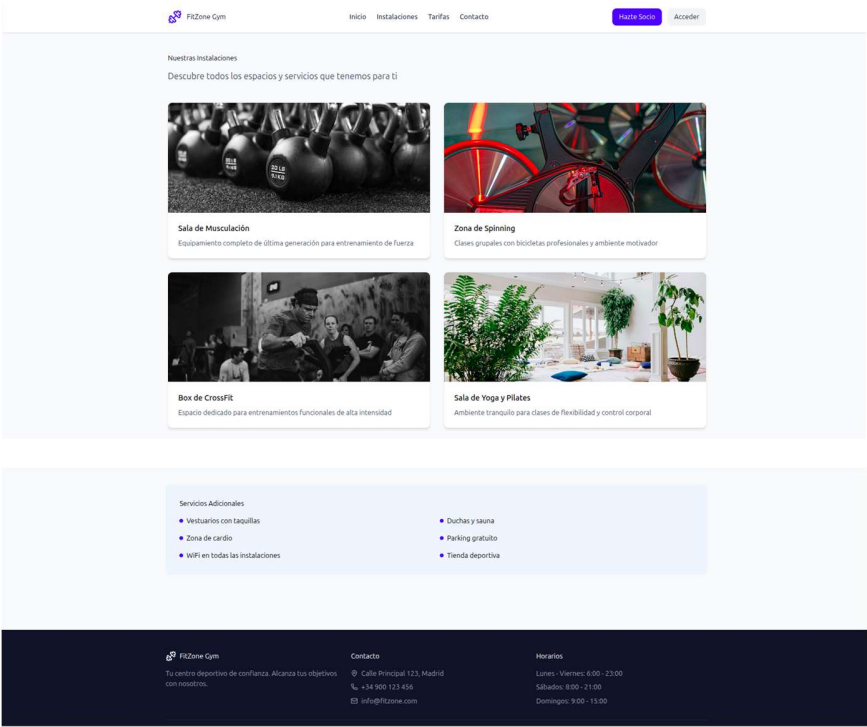 FitZone Gym
Inicio Instalaciones Tarifas Contacto
Hazte Socio Acceder
Nuestras Instalaciones
Descubre todos los espacios y servicios que tenemos para ti
23 LB
Sala de Musculación
Equipamiento completo de última generación para entrenamiento de fuerza
Zona de Spinning
Clases grupales con bicicletas profesionales y ambiente motivador
Box de CrossFit
Espacio dedicado para entrenamientos funcionales de alta intensidad
Sala de Yoga y Pilates
Ambiente tranquilo para clases de flexibilidad y control corporal
Servicios Adicionales
Vestuarios con taquillas
Duchas y sauna
Zona de cardio
Parking gratuito
WiFi en todas las instalaciones
Tienda deportiva
FitZone Gym
Tu centro deportivo de confianza. Alcanza tus objetivos
con nosotros.
Contacto
Calle Principal 123, Madrid
+34 900 123 456
info@fitzone.com
Horarios
Lunes - Viernes: 6:00 - 23:00
Sábados: 8:00 - 21:00
Domingos: 9:00 - 15:00